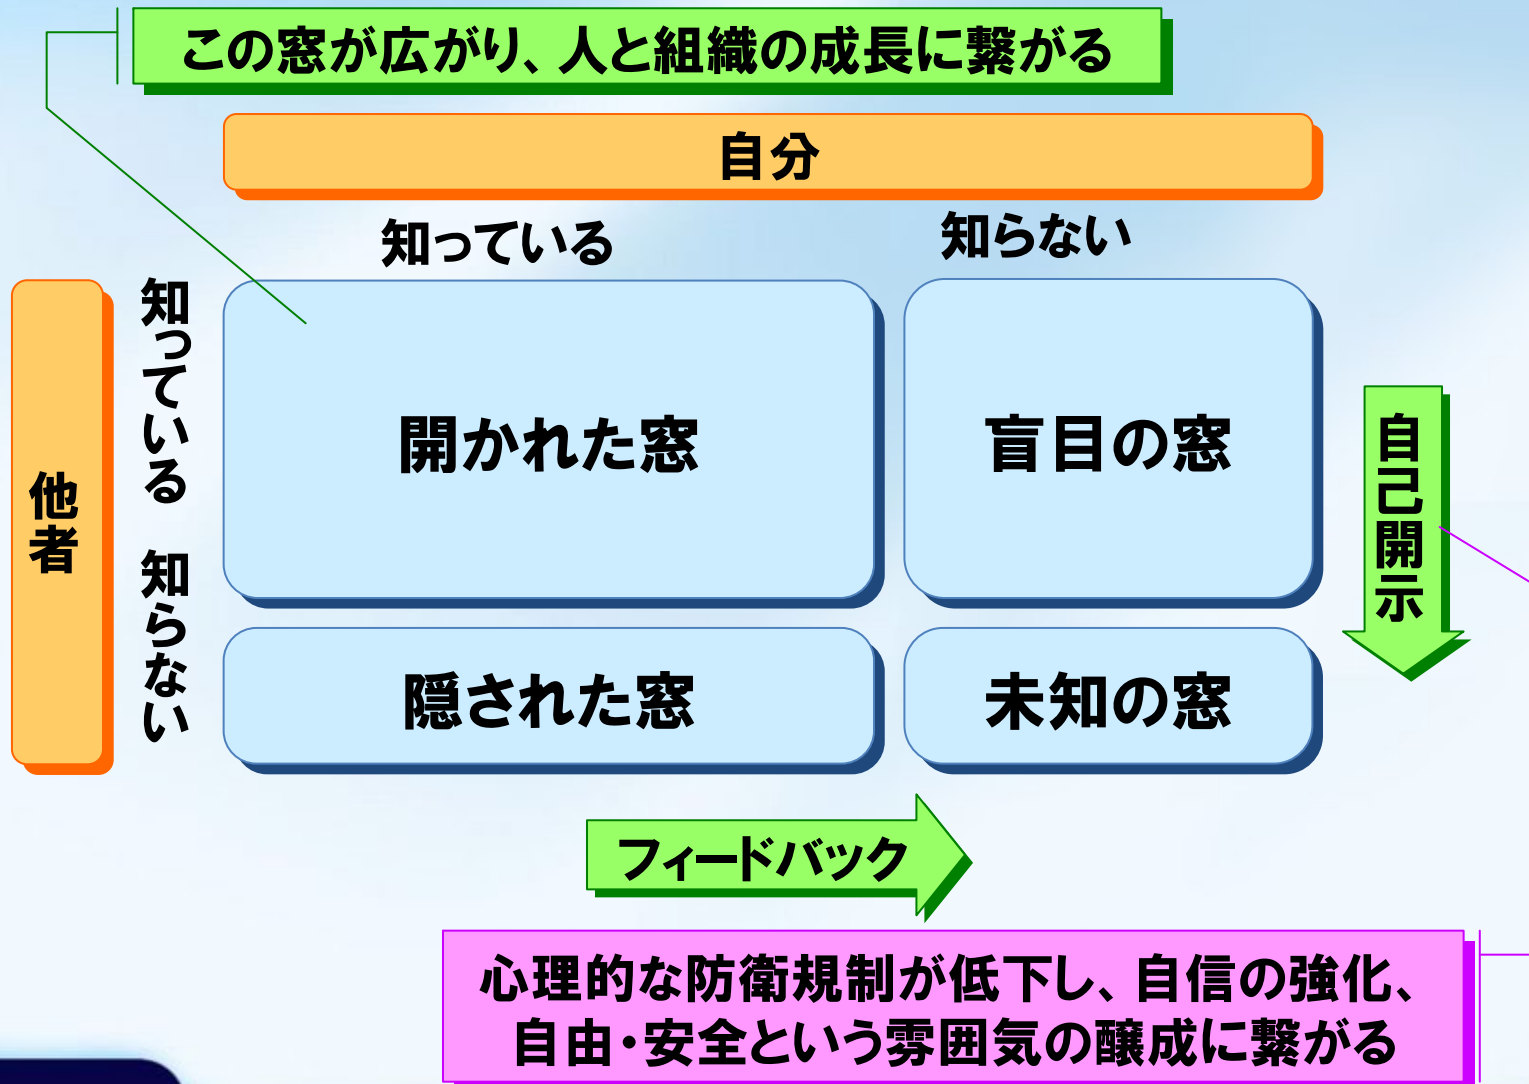 この窓が広がり、人と組織の成長に繋がる
自分
知っている
知らない
他者
知っている
知らない
開かれた窓
盲目の窓
隠された窓
未知の窓
自己開示
フィードバック
心理的な防衛規制が低下し、自信の強化、
自由・安全という雰囲気の醸成に繋がる